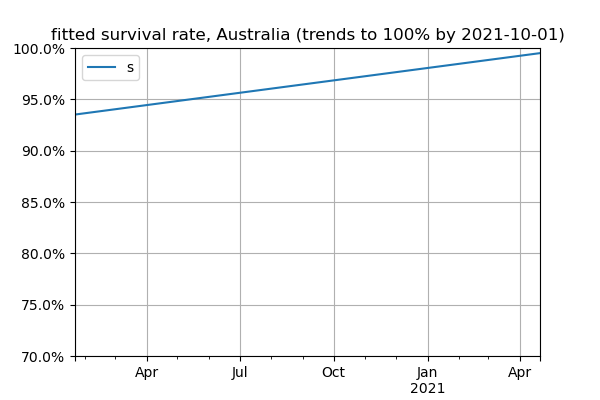 fitted survival rate, Australia (trends to 100% by 2021-10-01)
100.0%
s
95.0%
90.0%
85.0%
80.0%
75.0%
70.0%
Apr Jul Oct Jan Apr
2021